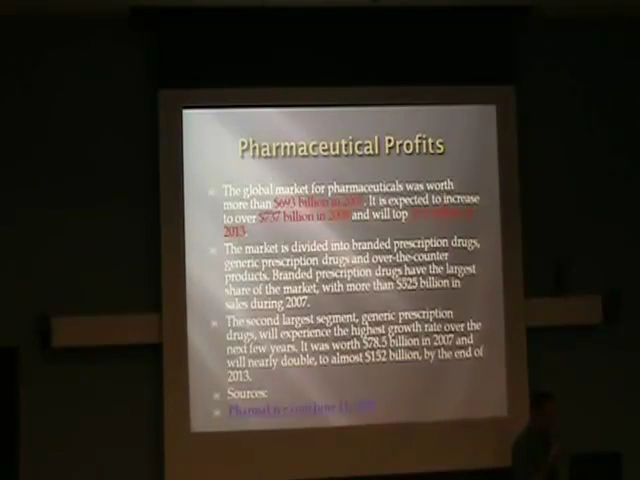 Pharmaceutical Profits
The global market for pharmaceuticals was worth
more than $693 billion in 2007. It is expected to increase
to over $737 billion in 2008 and will top
2013.
The market is divided into branded prescription drugs,
generic prescription drugs and over-the-counter
products. Branded prescription drugs have the largest
share of the market, with more than $525 billion in
sales during 2007.
The second largest segment, generic prescription
drugs, will experience the highest growth rate over the
next few years. It was worth $78.5 billion in 2007 and
will nearly double, to almost $152 billion, by the end of
2013.
Sources: